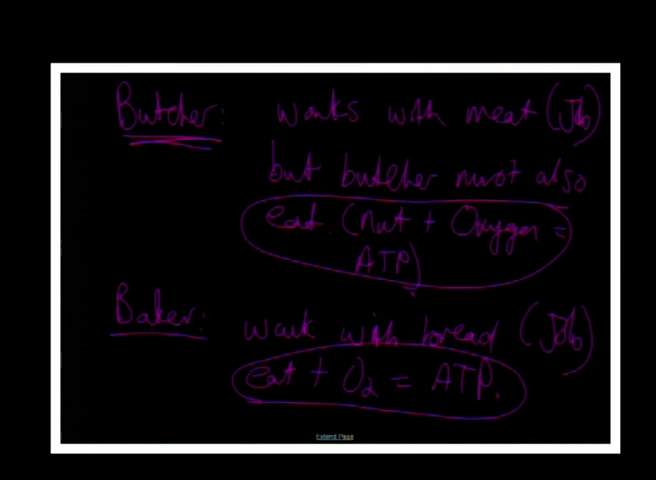 Butcher: works with meat (Job)
but butcher must also
eat. (Nut + Oxygen =
ATP)
Baker: work with bread (Job)
eat + O2 = ATP.
Extend Page